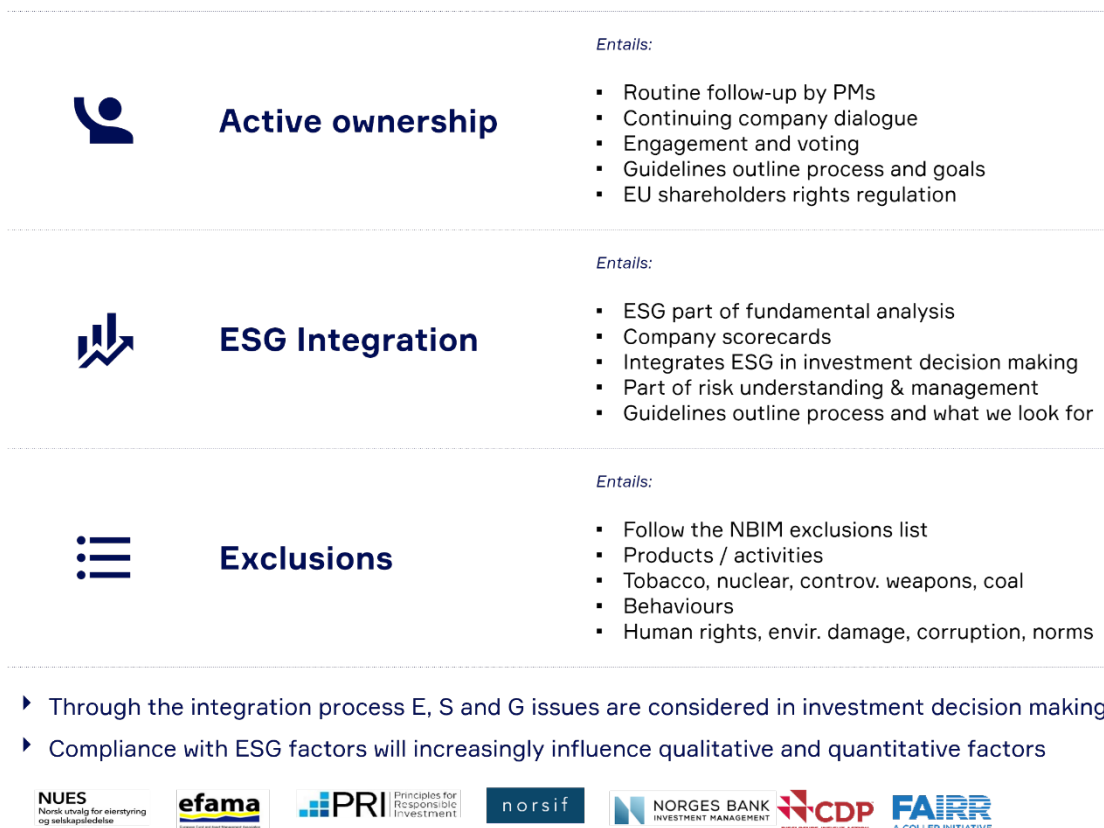 Entails:
Active ownership
▪ Routine follow-up by PMs
▪ Continuing company dialogue
▪ Engagement and voting
▪ Guidelines outline process and goals
▪ EU shareholders rights regulation
Entails:
ESG Integration
▪ ESG part of fundamental analysis
▪ Company scorecards
▪ Integrates ESG in investment decision making
▪ Part of risk understanding & management
▪ Guidelines outline process and what we look for
Entails:
Exclusions
▪ Follow the NBIM exclusions list
▪ Products / activities
▪ Tobacco, nuclear, controv. weapons, coal
▪ Behaviours
▪ Human rights, envir. damage, corruption, norms
Through the integration process E, S and G issues are considered in investment decision making
Compliance with ESG factors will increasingly influence qualitative and quantitative factors
NUES
Norsk utvalg for eierstyring
og selskapsledelse
efama
PRI Principles for
Responsible
Investment
norsif
NORGES BANK
INVESTMENT MANAGEMENT
CDP
FAIRR
A COLLER INITIATIVE